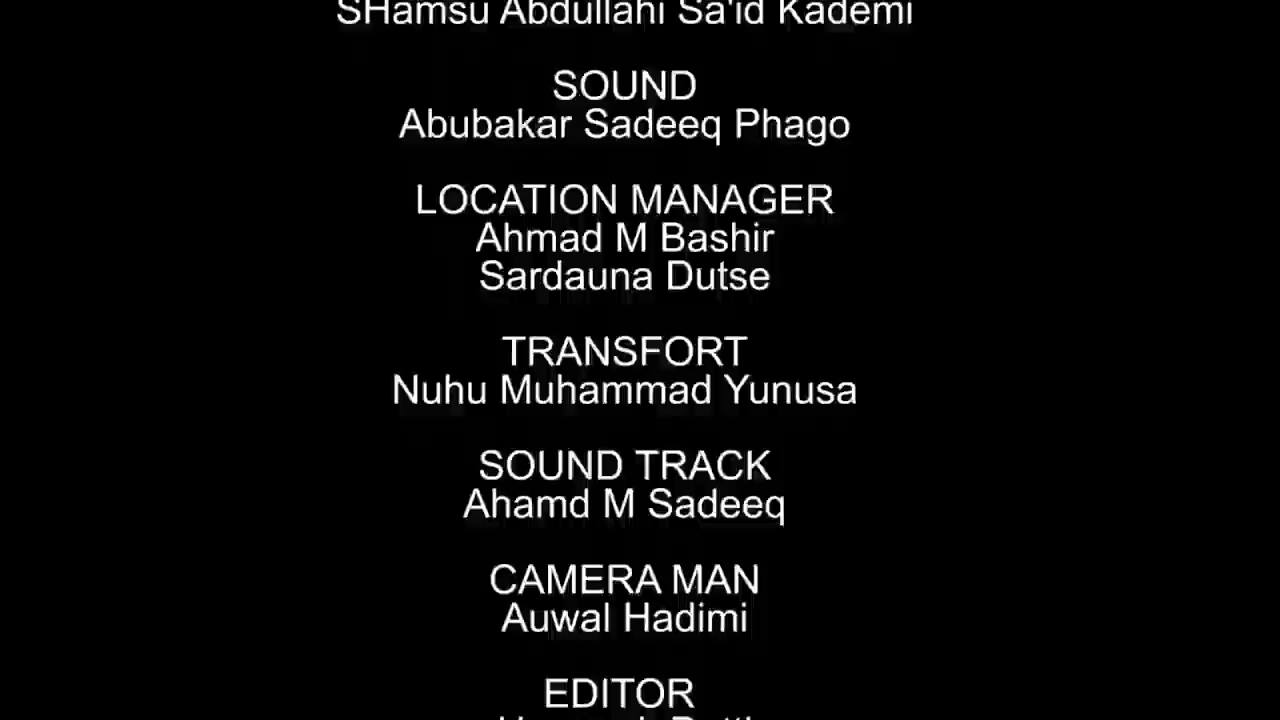 SHamsu Abdullahi Sa'id Kademi
SOUND
Abubakar Sadeeq Phago
LOCATION MANAGER
Ahmad M Bashir
Sardauna Dutse
TRANSFORT
Nuhu Muhammad Yunusa
SOUND TRACK
Ahamd M Sadeeq
CAMERA MAN
Auwal Hadimi
EDITOR